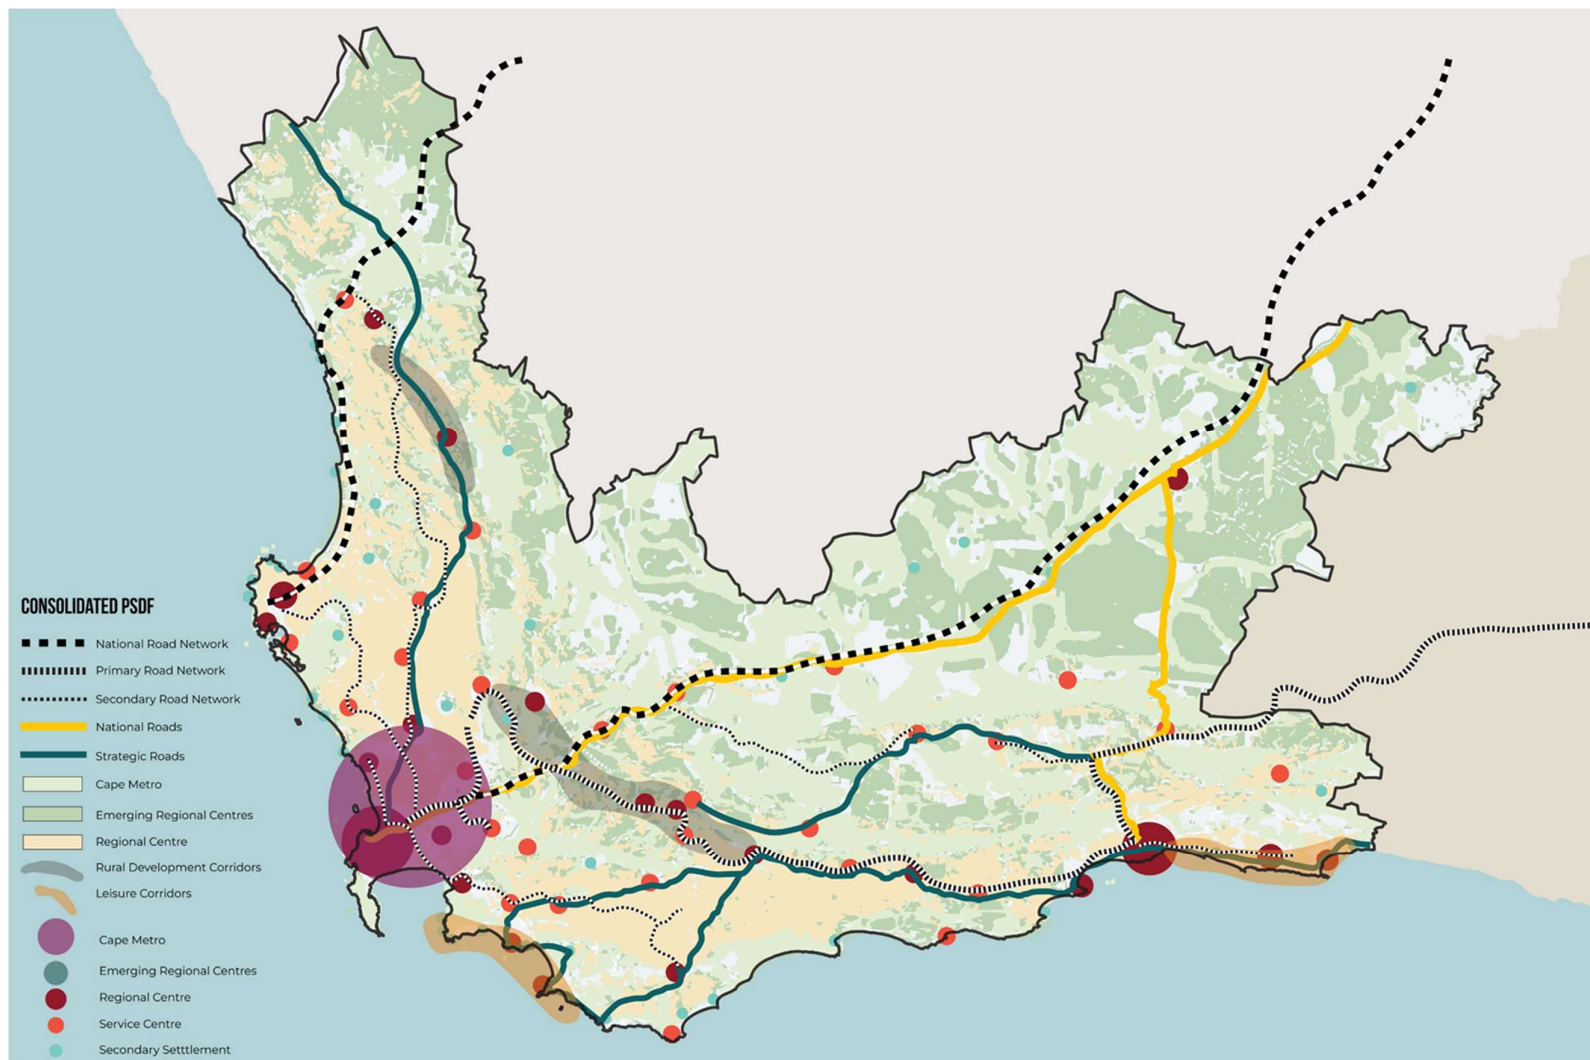 CONSOLIDATED PSDF
National Road Network
Primary Road Network
Secondary Road Network
National Roads
Strategic Roads
Cape Metro
Emerging Regional Centres
Regional Centre
Rural Development Corridors
Leisure Corridors
Cape Metro
Emerging Regional Centres
Regional Centre
Service Centre
Secondary Setttlement